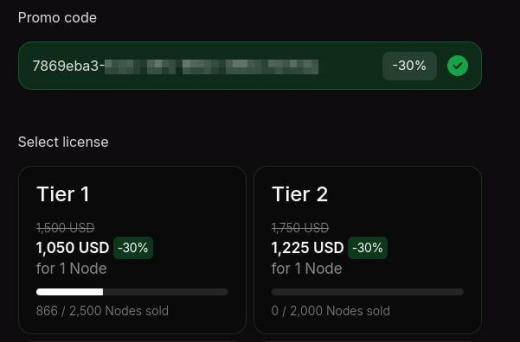 Promo code
7869eba3-
-30%
Select license
Tier 1
1,500 USD
1,050 USD -30%
for 1 Node
866 / 2,500 Nodes sold
Tier 2
1,750 USD
1,225 USD -30%
for 1 Node
0 / 2,000 Nodes sold